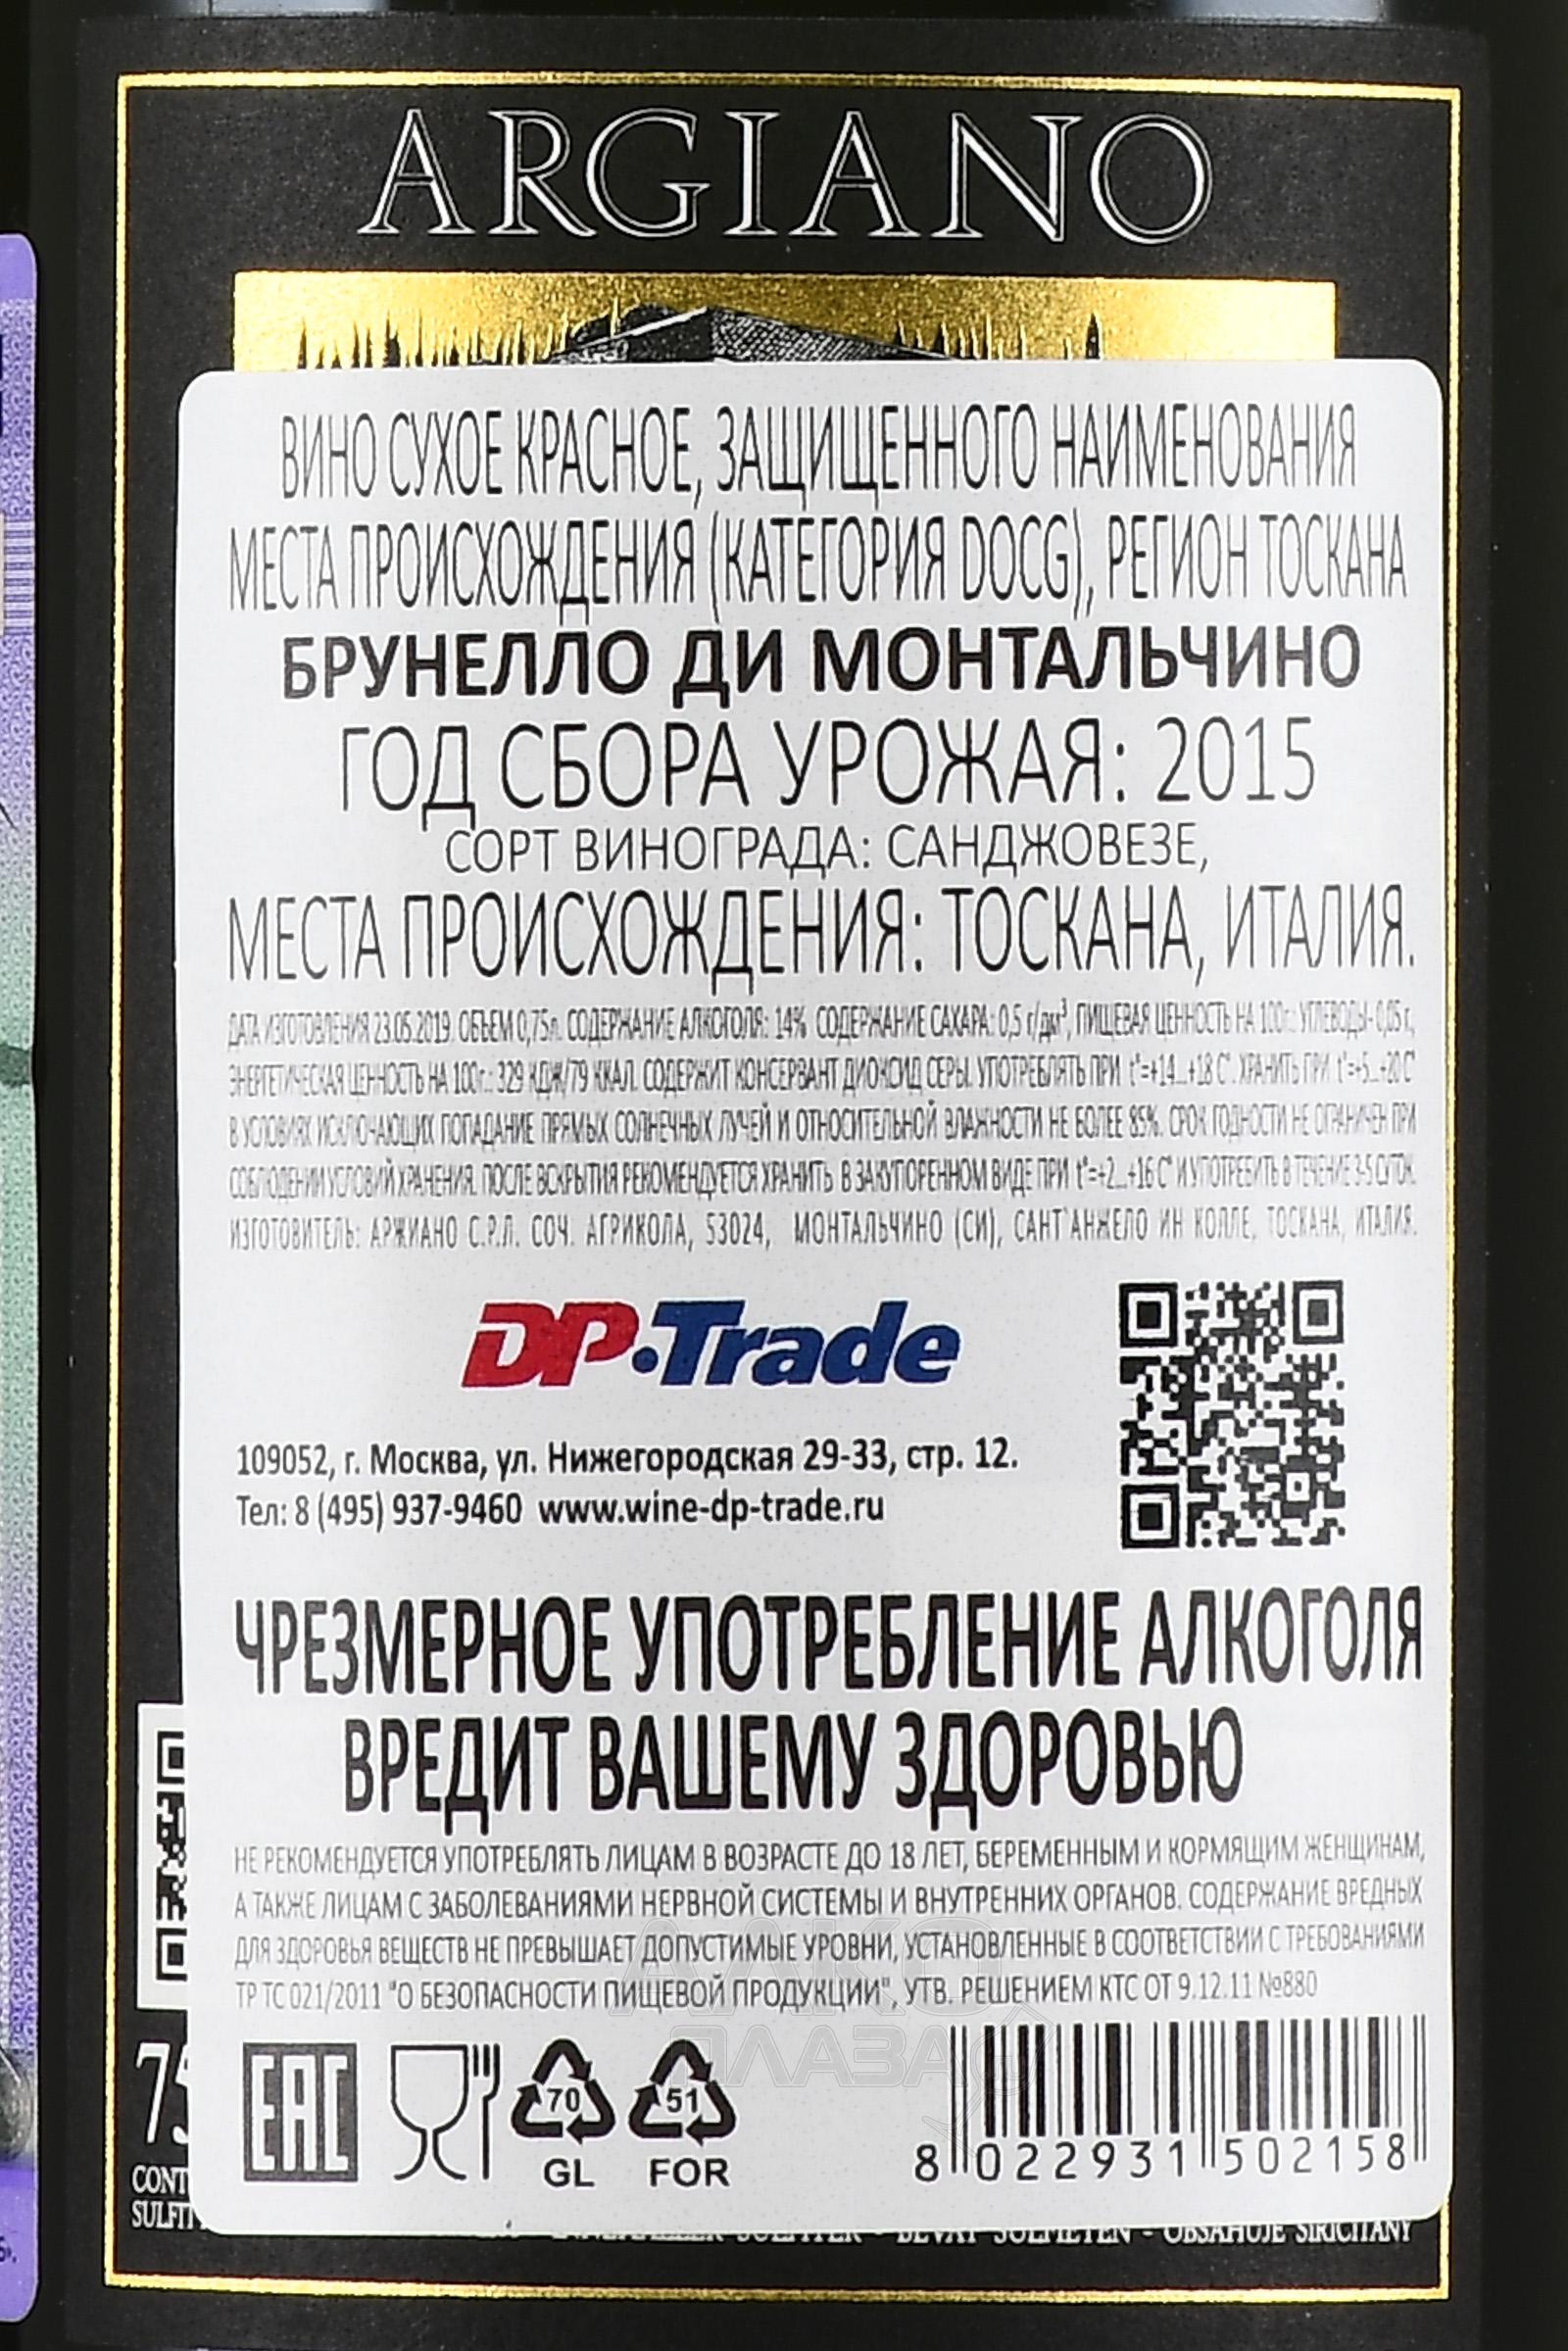 ARGIANO
ВИНО СУХОЕ КРАСНОЕ, ЗАЩИЩЕННОГО НАИМЕНОВАНИЯ
МЕСТА ПРОИСХОЖДЕНИЯ (КАТЕГОРИЯ DOCG), РЕГИОН ТОСКАНА
БРУНЕЛЛО ДИ МОНТАЛЬЧИНО
ГОД СБОРА УРОЖАЯ: 2015
СОРТ ВИНОГРАДА: САНДЖОВЕЗЕ,
МЕСТА ПРОИСХОЖДЕНИЯ: ТОСКАНА, ИТАЛИЯ.
ДАТА ИЗГОТОВЛЕНИЯ 23.05.2019. ОБЪЕМ 0,75л. СОДЕРЖАНИЕ АЛКОГОЛЯ: 14% СОДЕРЖАНИЕ САХАРА: 0,5 г/дм³, ПИЩЕВАЯ ЦЕННОСТЬ НА 100г.: УГЛЕВОДЫ- 0,05 г,
ЭНЕРГЕТИЧЕСКАЯ ЦЕННОСТЬ НА 100г.: 329 КДЖ/79 ККАЛ. СОДЕРЖИТ КОНСЕРВАНТ ДИОКСИД СЕРЫ. УПОТРЕБЛЯТЬ ПРИ t°=+14...+18 C°. ХРАНИТЬ ПРИ t°=+5...+20 C°
В УСЛОВИЯХ ИСКЛЮЧАЮЩИХ ПОПАДАНИЕ ПРЯМЫХ СОЛНЕЧНЫХ ЛУЧЕЙ И ОТНОСИТЕЛЬНОЙ ВЛАЖНОСТИ НЕ БОЛЕЕ 85%. СРОК ГОДНОСТИ НЕ ОГРАНИЧЕН ПРИ
СОБЛЮДЕНИИ УСЛОВИЙ ХРАНЕНИЯ. ПОСЛЕ ВСКРЫТИЯ РЕКОМЕНДУЕТСЯ ХРАНИТЬ В ЗАКУПОРЕННОМ ВИДЕ ПРИ t°=+2...+16 C° И УПОТРЕБИТЬ В ТЕЧЕНИЕ 3-5 СУТОК.
ИЗГОТОВИТЕЛЬ: АРЖИАНО С.Р.Л. СОЧ. АГРИКОЛА, 53024, МОНТАЛЬЧИНО (СИ), САНТ`АНЖЕЛО ИН КОЛЛЕ, ТОСКАНА, ИТАЛИЯ.
DP•Trade
109052, г. Москва, ул. Нижегородская 29-33, стр. 12.
Тел: 8 (495) 937-9460 www.wine-dp-trade.ru
ЧРЕЗМЕРНОЕ УПОТРЕБЛЕНИЕ АЛКОГОЛЯ
ВРЕДИТ ВАШЕМУ ЗДОРОВЬЮ
НЕ РЕКОМЕНДУЕТСЯ УПОТРЕБЛЯТЬ ЛИЦАМ В ВОЗРАСТЕ ДО 18 ЛЕТ, БЕРЕМЕННЫМ И КОРМЯЩИМ ЖЕНЩИНАМ,
А ТАКЖЕ ЛИЦАМ С ЗАБОЛЕВАНИЯМИ НЕРВНОЙ СИСТЕМЫ И ВНУТРЕННИХ ОРГАНОВ. СОДЕРЖАНИЕ ВРЕДНЫХ
ДЛЯ ЗДОРОВЬЯ ВЕЩЕСТВ НЕ ПРЕВЫШАЕТ ДОПУСТИМЫЕ УРОВНИ, УСТАНОВЛЕННЫЕ В СООТВЕТСТВИИ С ТРЕБОВАНИЯМИ
ТР ТС 021/2011 "О БЕЗОПАСНОСТИ ПИЩЕВОЙ ПРОДУКЦИИ", УТВ. РЕШЕНИЕМ КТС ОТ 9.12.11 №880
АЛКО
ПЛАЗА
EAC
70
GL
51
FOR
8 022931 502158
75
CONT
SULFIT
- BEVAT SULFIETEN - OBSAHUJE SIRICITANY